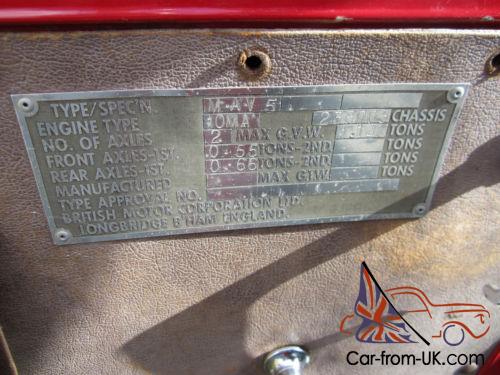 TYPE/SPEC'N M-A-V 5
ENGINE TYPE 10MA CHASSIS
NO. OF AXLES 2 MAX G.V.W. TONS
FRONT AXLES-1ST. 0.55 TONS-2ND TONS
REAR AXLES-1ST. 0.66 TONS-2ND TONS
MANUFACTURED MAX G.T.W. TONS
TYPE APPROVAL NO.
BRITISH MOTOR CORPORATION LTD.
LONGBRIDGE B'HAM ENGLAND.
Car-from-UK.com